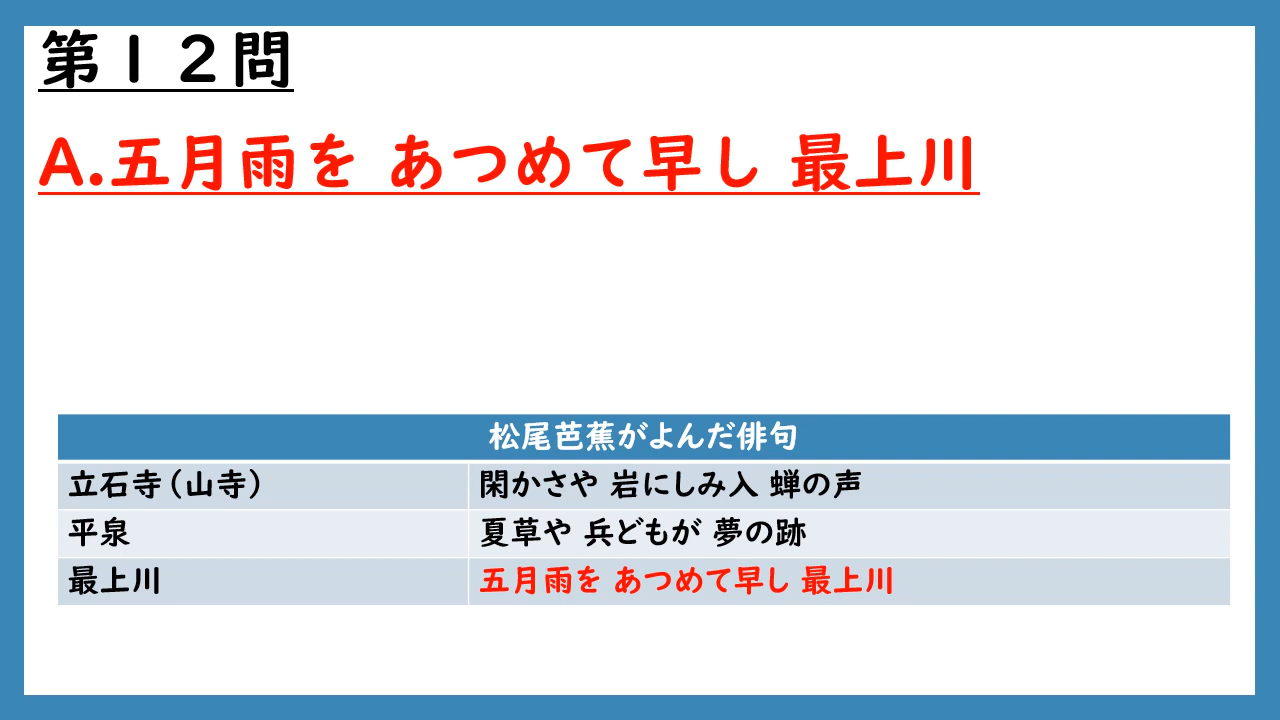 第１２問
A.五月雨を あつめて早し 最上川
松尾芭蕉がよんだ俳句
立石寺（山寺） 閑かさや 岩にしみ入 蝉の声
平泉 夏草や 兵どもが 夢の跡
最上川 五月雨を あつめて早し 最上川